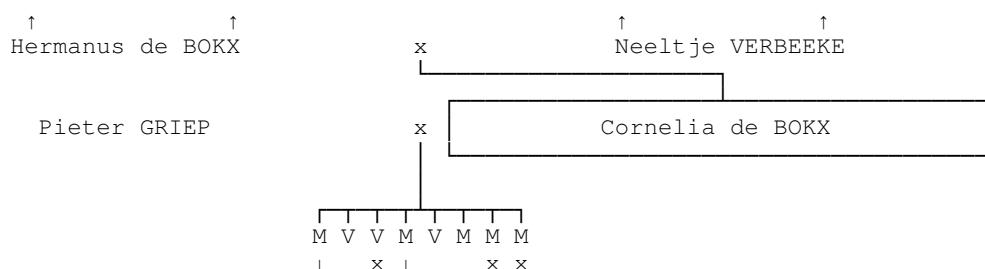 ↑ ↑ ↑ ↑
Hermanus de BOKX x Neeltje VERBEEKE
Pieter GRIEP x Cornelia de BOKX
M V V M V M M M
x x x